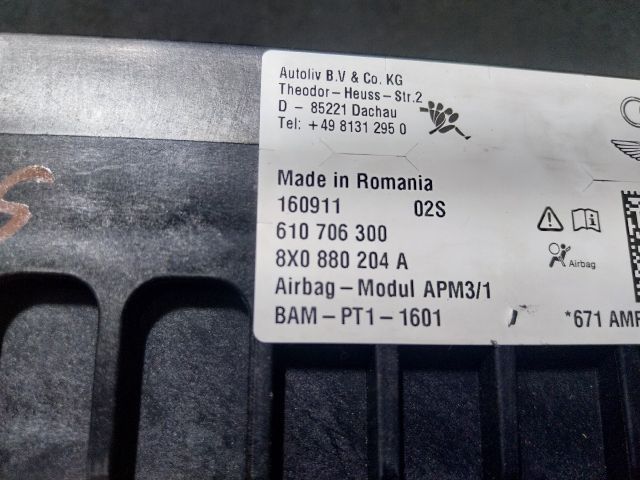 Autoliv B.V & Co. KG
Theodor-Heuss-Str.2
D - 85221 Dachau
Tel: +49 8131 295 0
Made in Romania
160911 02S
610 706 300
8X0 880 204 A
Airbag
Airbag-Modul APM3/1
BAM-PT1-1601
*671 AMF